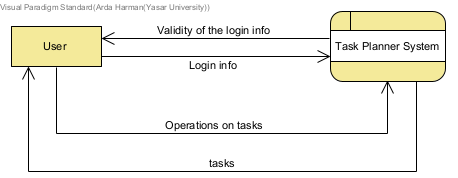 Visual Paradigm Standard(Arda Harman(Yasar University))
Validity of the login info
User
Task Planner System
Login info
Operations on tasks
tasks